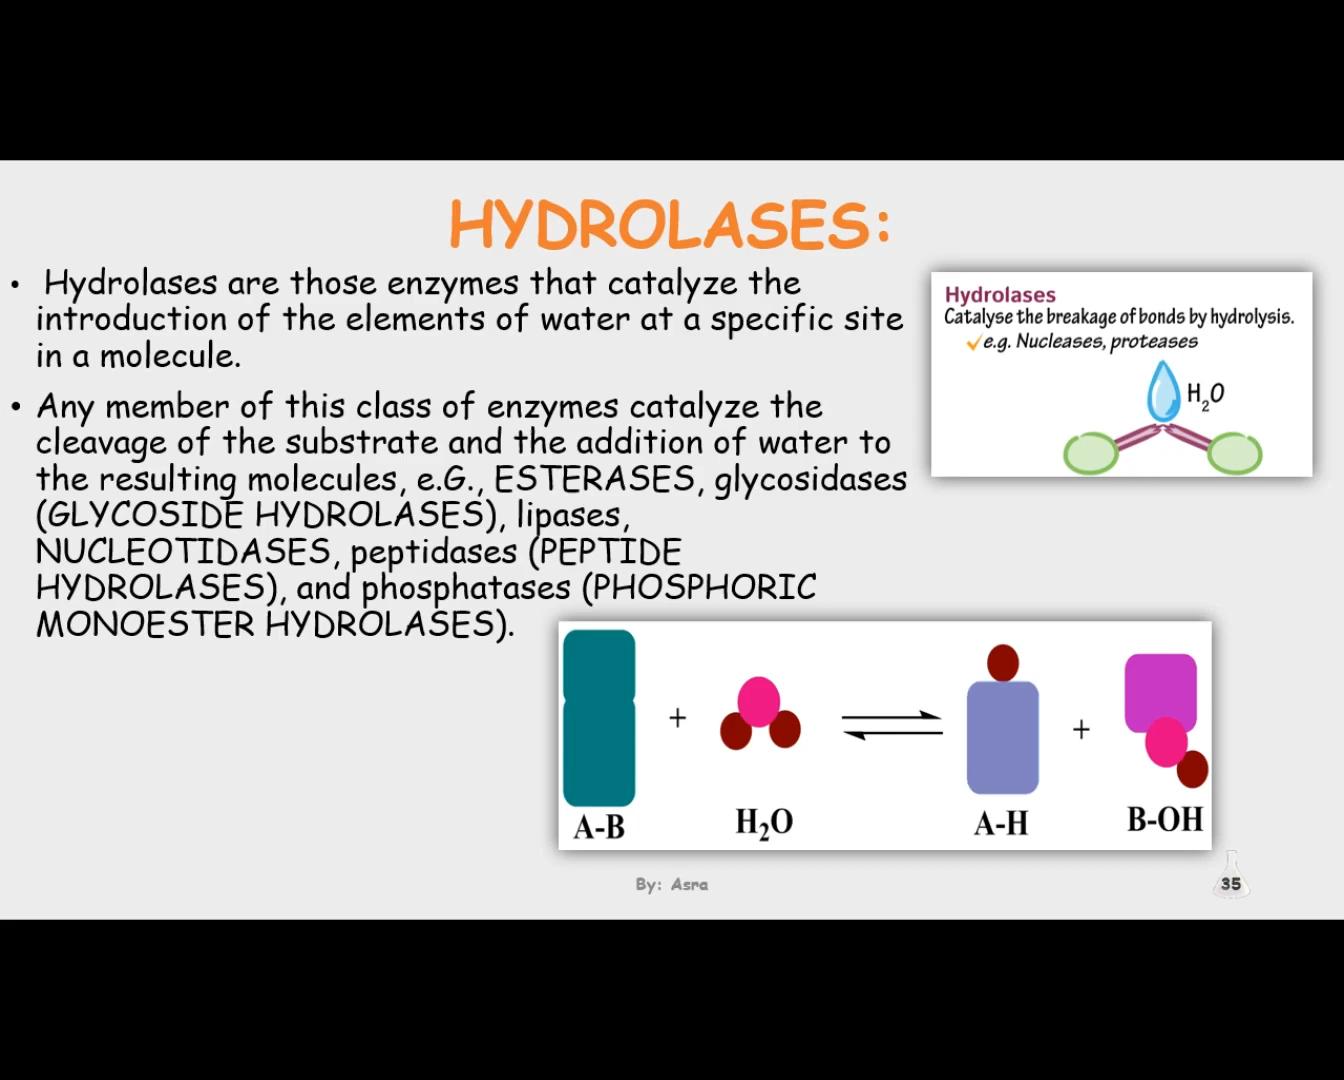 HYDROLASES:
• Hydrolases are those enzymes that catalyze the
introduction of the elements of water at a specific site
in a molecule.
• Any member of this class of enzymes catalyze the
cleavage of the substrate and the addition of water to
the resulting molecules, e.G., ESTERASES, glycosidases
(GLYCOSIDE HYDROLASES), lipases,
NUCLEOTIDASES, peptidases (PEPTIDE
HYDROLASES), and phosphatases (PHOSPHORIC
MONOESTER HYDROLASES).
Hydrolases
Catalyse the breakage of bonds by hydrolysis.
✓e.g. Nucleases, proteases
H₂O
+ +
A-B H₂O A-H B-OH
By: Asra
35